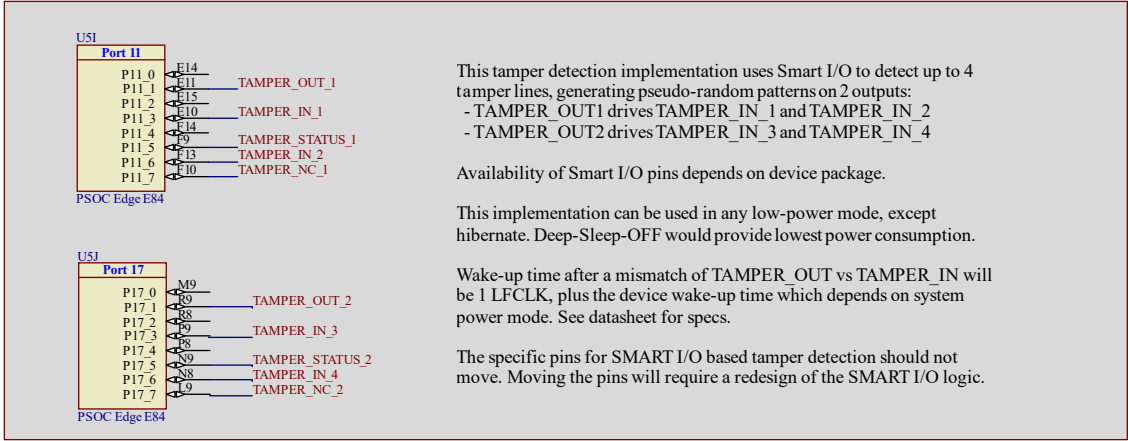 U5I
Port 11
P11_0 E14
P11_1 E11 TAMPER_OUT_1
P11_2 E15
P11_3 E10 TAMPER_IN_1
P11_4 F14
P11_5 F9 TAMPER_STATUS_1
P11_6 F13 TAMPER_IN_2
P11_7 F10 TAMPER_NC_1
PSOC Edge E84
U5J
Port 17
P17_0 M9
P17_1 R9 TAMPER_OUT_2
P17_2 R8
P17_3 P9 TAMPER_IN_3
P17_4 P8
P17_5 N9 TAMPER_STATUS_2
P17_6 N8 TAMPER_IN_4
P17_7 L9 TAMPER_NC_2
PSOC Edge E84
This tamper detection implementation uses Smart I/O to detect up to 4
tamper lines, generating pseudo-random patterns on 2 outputs:
- TAMPER_OUT1 drives TAMPER_IN_1 and TAMPER_IN_2
- TAMPER_OUT2 drives TAMPER_IN_3 and TAMPER_IN_4
Availability of Smart I/O pins depends on device package.
This implementation can be used in any low-power mode, except
hibernate. Deep-Sleep-OFF would provide lowest power consumption.
Wake-up time after a mismatch of TAMPER_OUT vs TAMPER_IN will
be 1 LFCLK, plus the device wake-up time which depends on system
power mode. See datasheet for specs.
The specific pins for SMART I/O based tamper detection should not
move. Moving the pins will require a redesign of the SMART I/O logic.